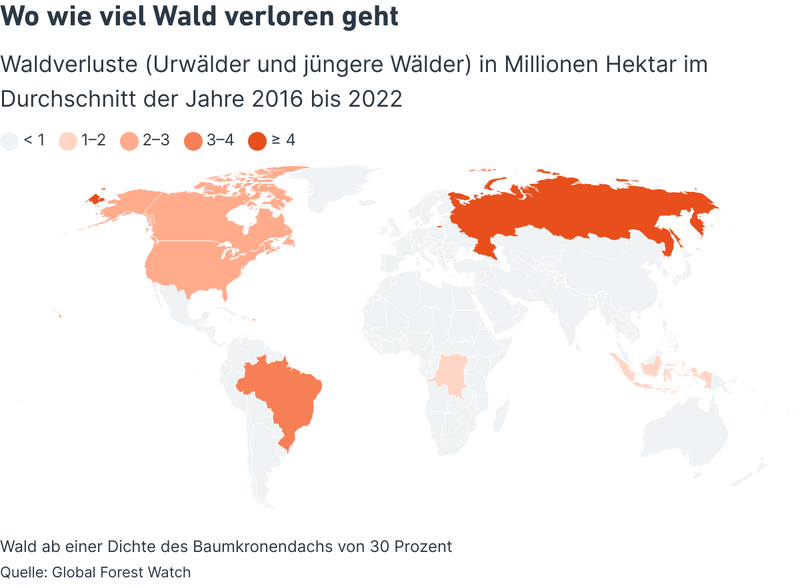 Wo wie viel Wald verloren geht
Waldverluste (Urwälder und jüngere Wälder) in Millionen Hektar im
Durchschnitt der Jahre 2016 bis 2022
< 1 1–2 2–3 3–4 ≥ 4
Wald ab einer Dichte des Baumkronendachs von 30 Prozent
Quelle: Global Forest Watch